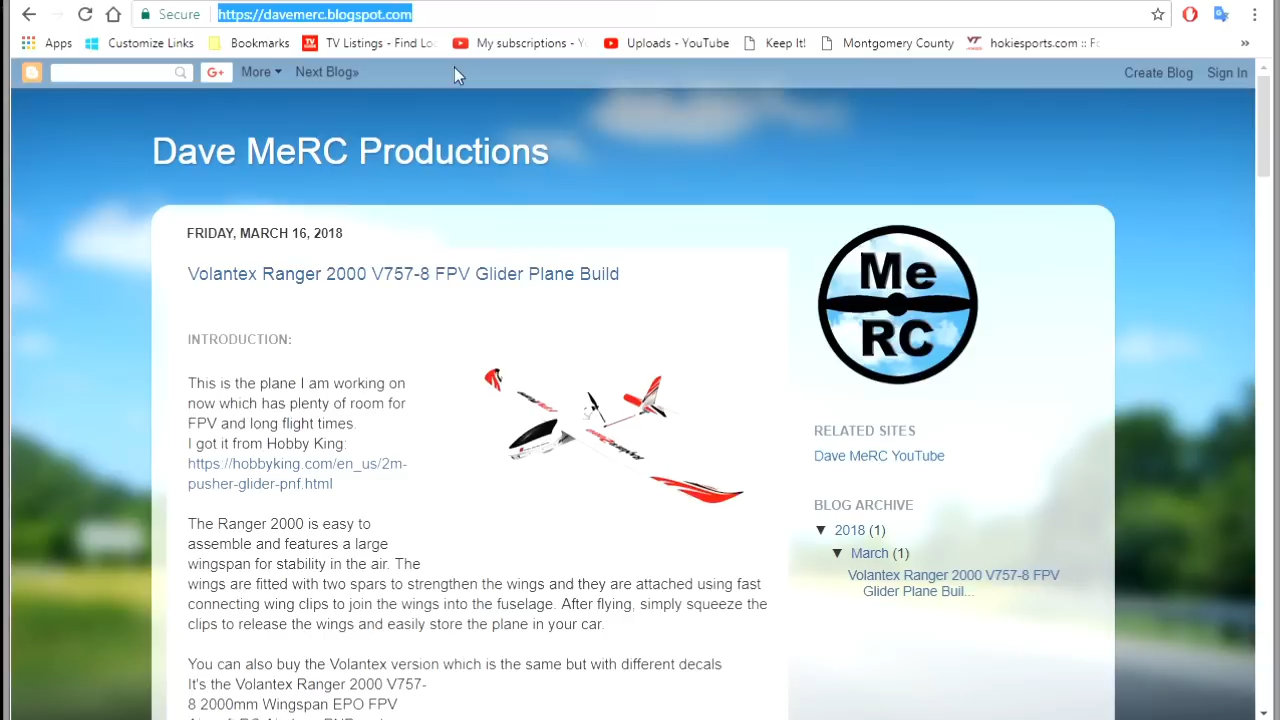 Secure https://davemerc.blogspot.com
Apps Customize Links Bookmarks TV Listings - Find Loc My subscriptions - Y Uploads - YouTube Keep It! Montgomery County hokiesports.com :: F »
G+ More Next Blog» Create Blog Sign In
Dave MeRC Productions
FRIDAY, MARCH 16, 2018
Volantex Ranger 2000 V757-8 FPV Glider Plane Build
INTRODUCTION:
This is the plane I am working on
now which has plenty of room for
FPV and long flight times.
I got it from Hobby King:
https://hobbyking.com/en_us/2m-
pusher-glider-pnf.html
The Ranger 2000 is easy to
assemble and features a large
wingspan for stability in the air. The
wings are fitted with two spars to strengthen the wings and they are attached using fast
connecting wing clips to join the wings into the fuselage. After flying, simply squeeze the
clips to release the wings and easily store the plane in your car.
You can also buy the Volantex version which is the same but with different decals
It's the Volantex Ranger 2000 V757-
8 2000mm Wingspan EPO FPV
Me
RC
RELATED SITES
Dave MeRC YouTube
BLOG ARCHIVE
▼ 2018 (1)
▼ March (1)
Volantex Ranger 2000 V757-8 FPV
Glider Plane Buil...